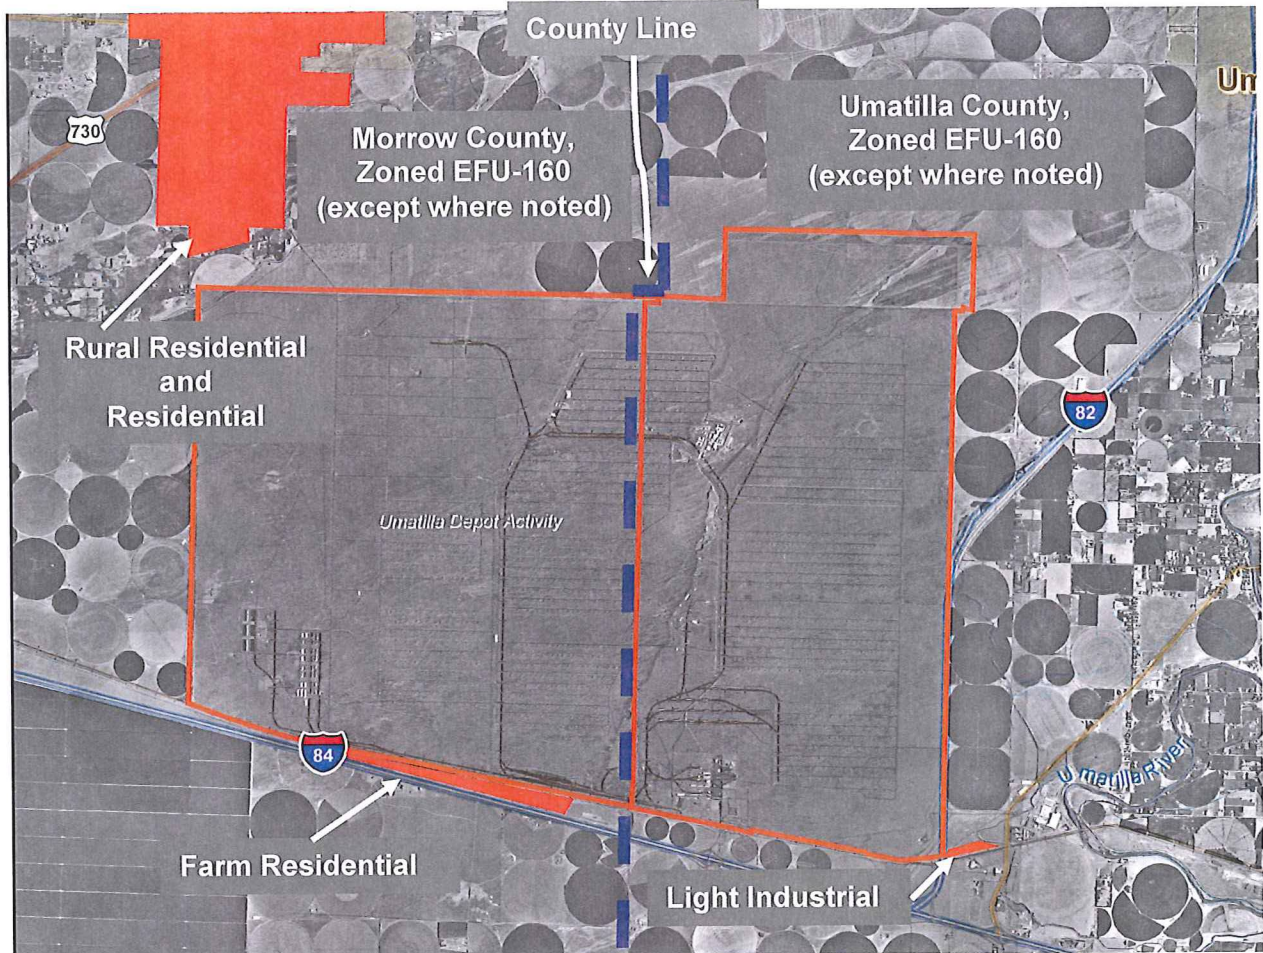 County Line
Um
730
Morrow County,
Zoned EFU-160
(except where noted)
Umatilla County,
Zoned EFU-160
(except where noted)
Rural Residential
and
Residential
82
Umatilla Depot Activity
Umatilla River
84
Farm Residential
Light Industrial